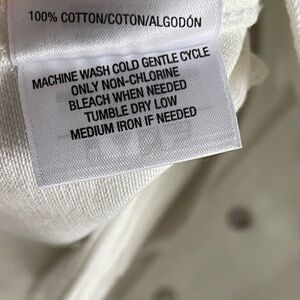 100% COTTON/COTON/ALGODÓN
MACHINE WASH COLD GENTLE CYCLE
ONLY NON-CHLORINE
BLEACH WHEN NEEDED
TUMBLE DRY LOW
MEDIUM IRON IF NEEDED